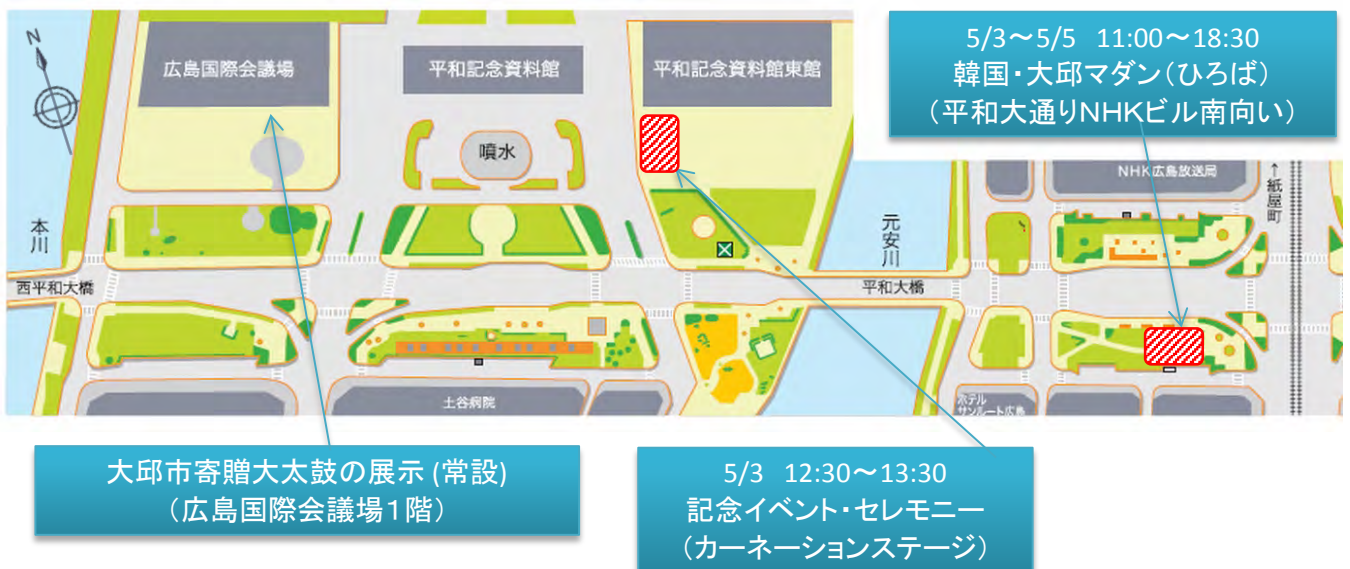 5/3～5/5 11:00～18:30
韓国・大邱マダン（ひろば）
（平和大通りNHKビル南向い）
N
広島国際会議場
平和記念資料館
平和記念資料館東館
噴水
NHK広島放送局
↑紙屋町
本川
元安川
西平和大橋
平和大橋
土谷病院
ホテル
サンルート広島
大邱市寄贈大太鼓の展示 (常設)
（広島国際会議場１階）
5/3 12:30～13:30
記念イベント・セレモニー
（カーネーションステージ）